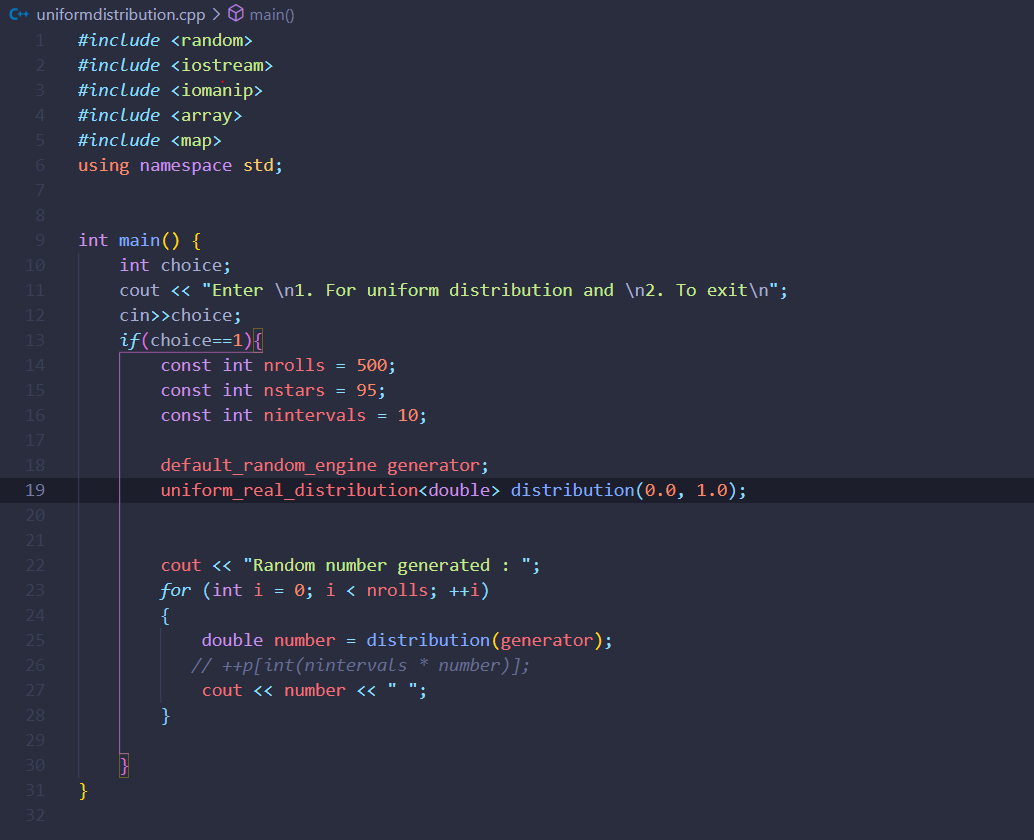 C++ uniformdistribution.cpp > main()
1 #include <random>
2 #include <iostream>
3 #include <iomanip>
4 #include <array>
5 #include <map>
6 using namespace std;
7
8
9 int main() {
10     int choice;
11     cout << "Enter \n1. For uniform distribution and \n2. To exit\n";
12     cin>>choice;
13     if(choice==1){
14         const int nrolls = 500;
15         const int nstars = 95;
16         const int nintervals = 10;
17
18         default_random_engine generator;
19         uniform_real_distribution<double> distribution(0.0, 1.0);
20
21
22         cout << "Random number generated : ";
23         for (int i = 0; i < nrolls; ++i)
24         {
25             double number = distribution(generator);
26            // ++p[int(nintervals * number)];
27             cout << number << " ";
28         }
29
30     }
31 }
32